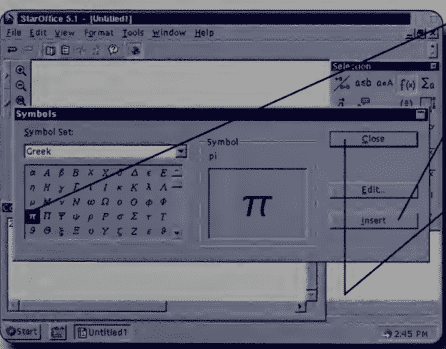 StarOffice 5.1 - [Untitled1]
File Edit View Format Tools Window Help
Selection
+a/a+b a≤b a∈A f(x) Σa
Symbols
Symbol Set:
Greek
Symbol
pi
Close
Edit...
Insert
α Α β Β χ Χ δ Δ ε Ε
η Η γ Γ ι Ι κ Κ λ Λ
μ Μ ν Ν ω Ω ο Ο φ Φ
π Π Ψ ψ ρ Ρ σ Σ τ Τ
θ Θ ξ Ξ υ Υ ζ Ζ ε ϑ
π
Start
Untitled1
2:45 PM